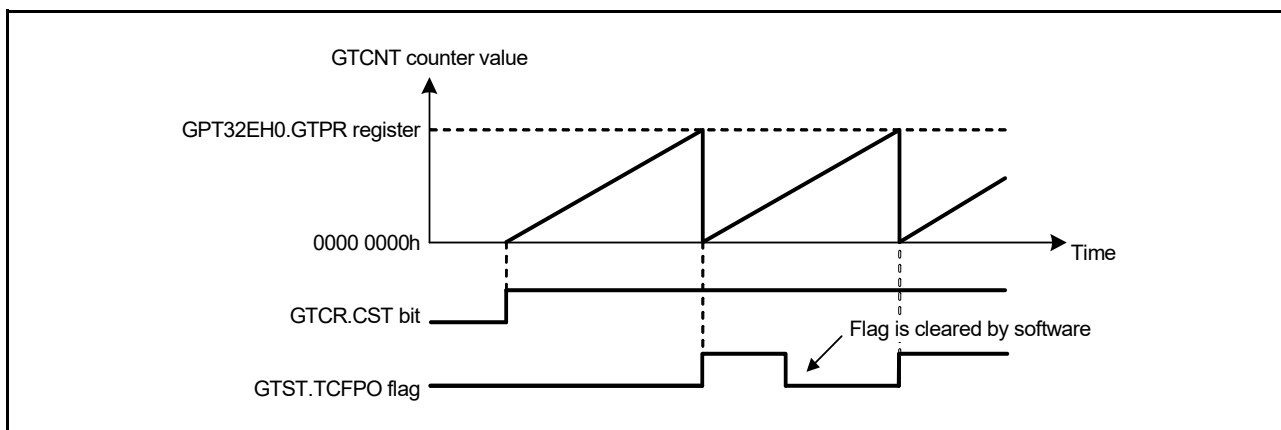 GTCNT counter value
GPT32EH0.GTPR register
0000 0000h
Time
GTCR.CST bit
Flag is cleared by software
GTST.TCFPO flag